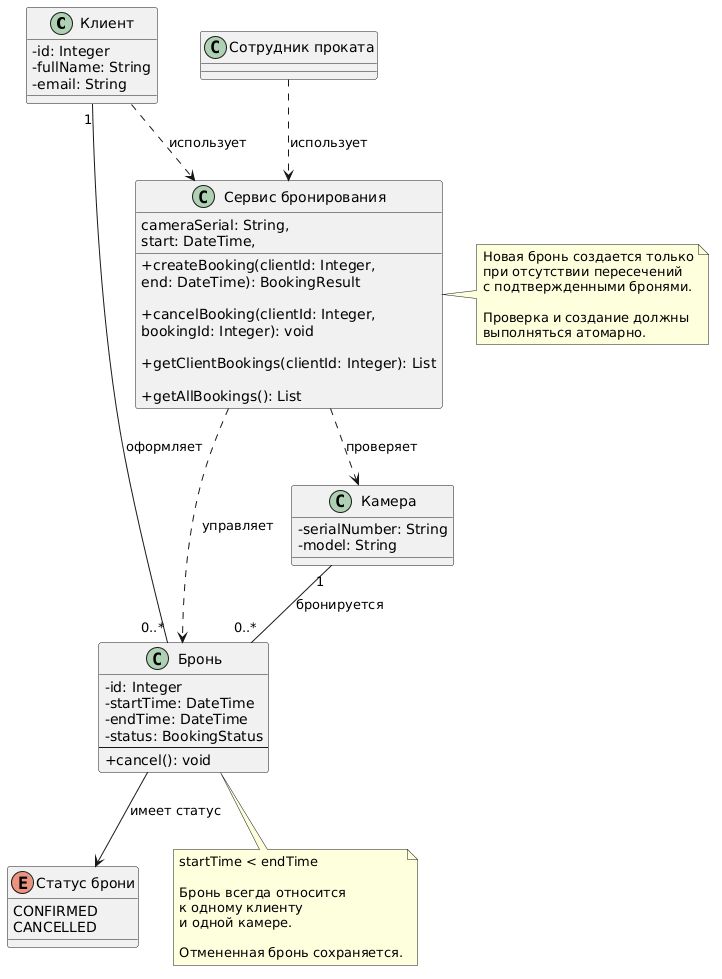 C Клиент
-id: Integer
-fullName: String
-email: String
C Сотрудник проката
1
использует
использует
C Сервис бронирования
cameraSerial: String,
start: DateTime,
+createBooking(clientId: Integer,
end: DateTime): BookingResult
+cancelBooking(clientId: Integer,
bookingId: Integer): void
+getClientBookings(clientId: Integer): List
+getAllBookings(): List
Новая бронь создается только
при отсутствии пересечений
с подтвержденными бронями.
Проверка и создание должны
выполняться атомарно.
оформляет
проверяет
управляет
C Камера
-serialNumber: String
-model: String
1
бронируется
0..*
0..*
C Бронь
-id: Integer
-startTime: DateTime
-endTime: DateTime
-status: BookingStatus
+cancel(): void
имеет статус
E Статус брони
CONFIRMED
CANCELLED
startTime < endTime
Бронь всегда относится
к одному клиенту
и одной камере.
Отмененная бронь сохраняется.